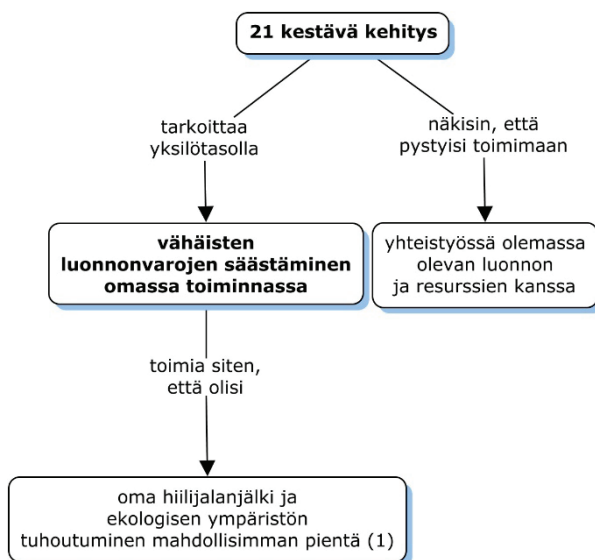 21 kestävä kehitys
tarkoittaa
yksilötasolla
näkisin, että
pystyisi toimimaan
vähäisten
luonnonvarojen säästäminen
omassa toiminnassa
yhteistyössä olemassa
olevan luonnon
ja resurssien kanssa
toimia siten,
että olisi
oma hiilijalanjälki ja
ekologisen ympäristön
tuhoutuminen mahdollisimman pientä (1)